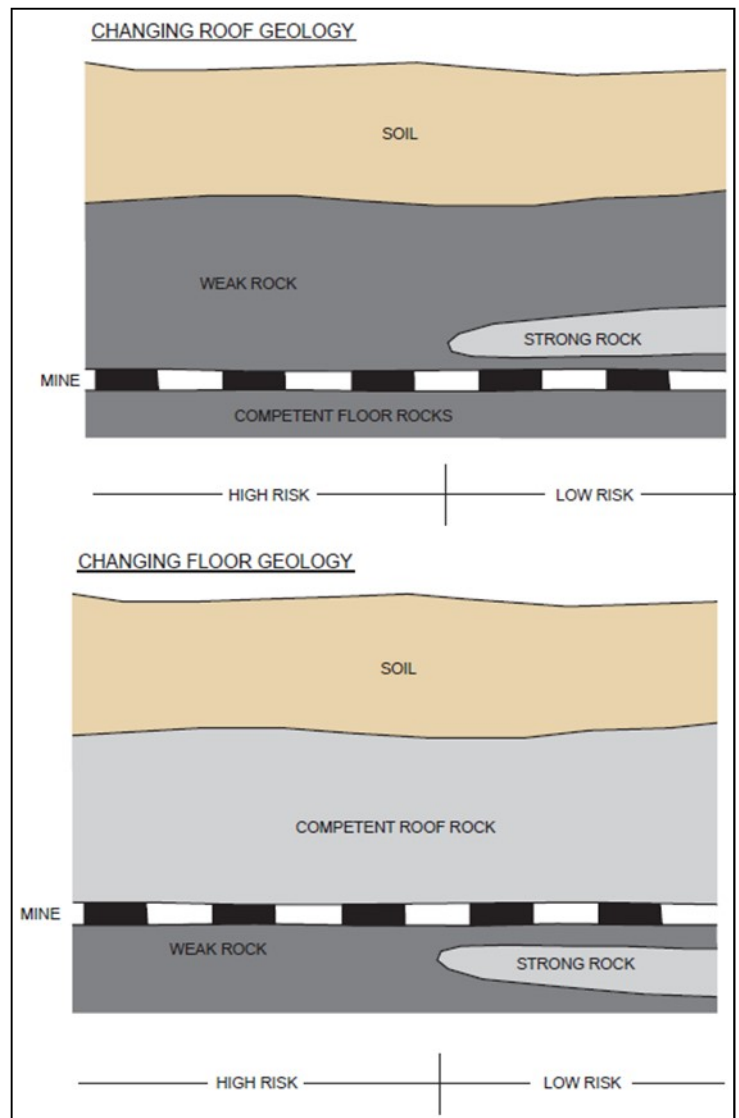 CHANGING ROOF GEOLOGY
SOIL
WEAK ROCK
STRONG ROCK
MINE
COMPETENT FLOOR ROCKS
HIGH RISK
LOW RISK
CHANGING FLOOR GEOLOGY
SOIL
COMPETENT ROOF ROCK
MINE
WEAK ROCK
STRONG ROCK
HIGH RISK
LOW RISK